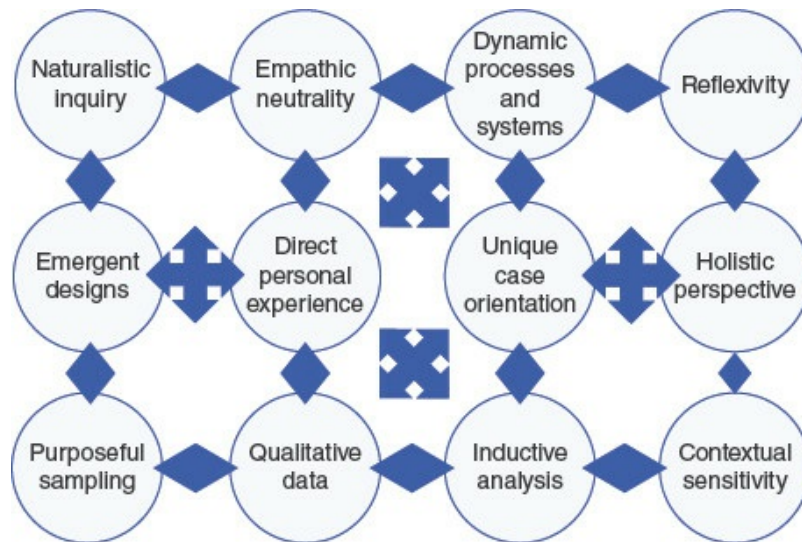 Naturalistic
inquiry
Empathic
neutrality
Dynamic
processes
and
systems
Reflexivity
Emergent
designs
Direct
personal
experience
Unique
case
orientation
Holistic
perspective
Purposeful
sampling
Qualitative
data
Inductive
analysis
Contextual
sensitivity